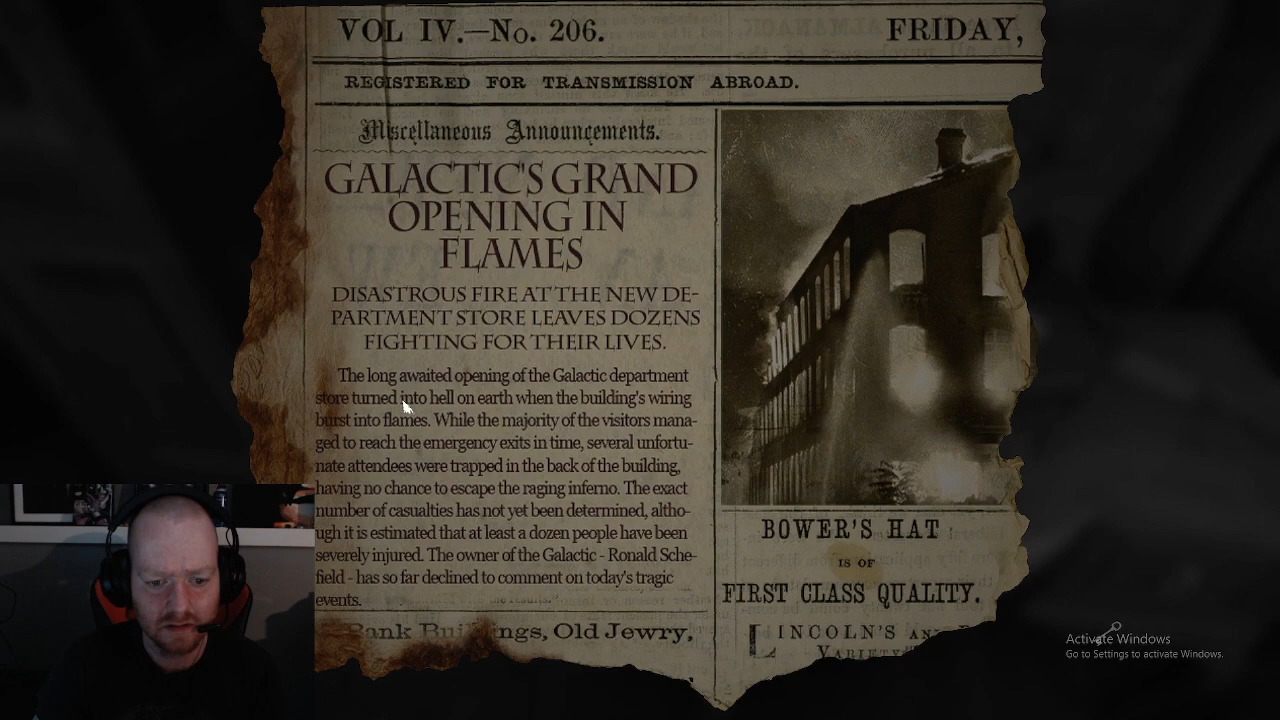 VOL IV.—No. 206.
FRIDAY,
REGISTERED FOR TRANSMISSION ABROAD.
Miscellaneous Announcements.
GALACTIC'S GRAND
OPENING IN
FLAMES
DISASTROUS FIRE AT THE NEW DE-
PARTMENT STORE LEAVES DOZENS
FIGHTING FOR THEIR LIVES.
The long awaited opening of the Galactic department
store turned into hell on earth when the building's wiring
burst into flames. While the majority of the visitors mana-
ged to reach the emergency exits in time, several unfortu-
nate attendees were trapped in the back of the building,
having no chance to escape the raging inferno. The exact
number of casualties has not yet been determined, altho-
ugh it is estimated that at least a dozen people have been
severely injured. The owner of the Galactic - Ronald Sche-
field - has so far declined to comment on today's tragic
events.
Bank Buildings, Old Jewry,
BOWER'S HAT
IS OF
FIRST CLASS QUALITY.
LINCOLN'S AND
VARIETY
Activate Windows
Go to Settings to activate Windows.